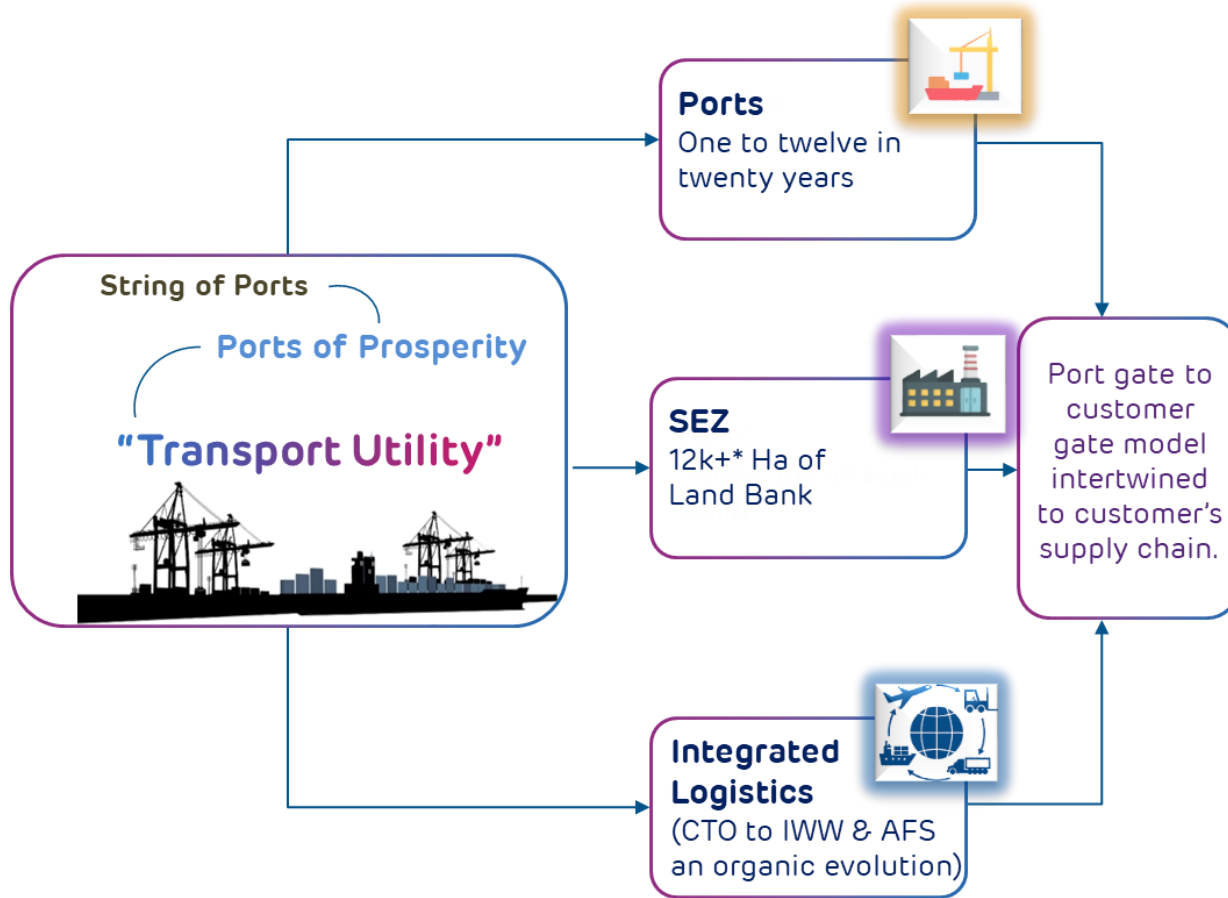 String of Ports
Ports of Prosperity
“Transport Utility”
Ports
One to twelve in
twenty years
SEZ
12k+* Ha of
Land Bank
Integrated
Logistics
(CTO to IWW & AFS
an organic evolution)
Port gate to
customer
gate model
intertwined
to customer’s
supply chain.